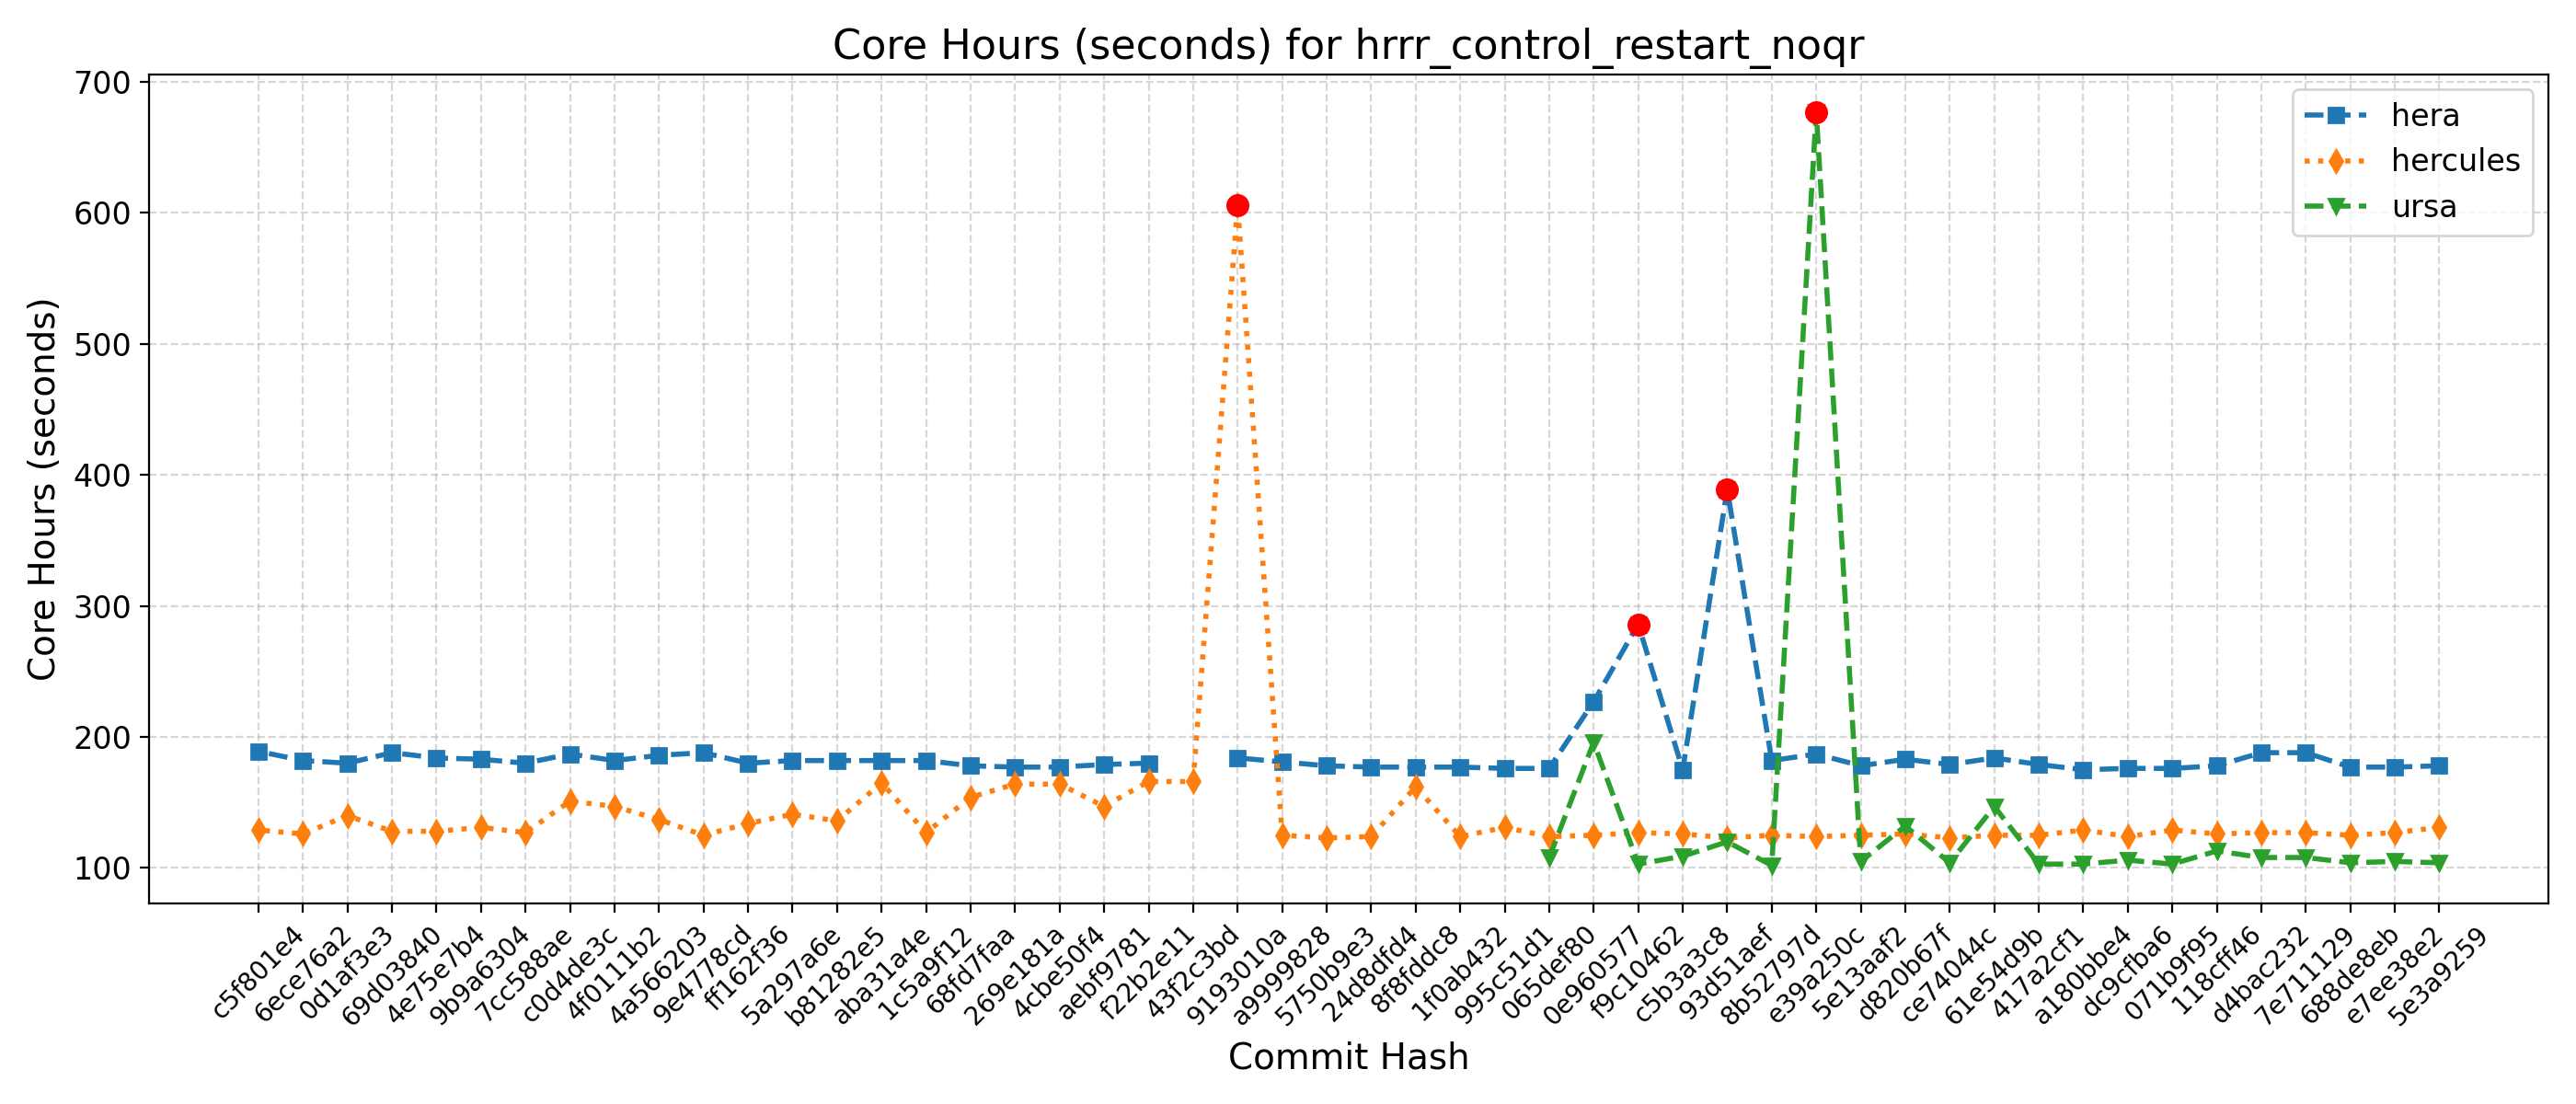 Core Hours (seconds) for hrrr_control_restart_noqr
Core Hours (seconds)
700
600
500
400
300
200
100
hera
hercules
ursa
c5f801e4
6ece76a2
0d1af3e3
69d03840
4e75e7b4
9b9a6304
7cc588ae
c0d4de3c
4f0111b2
4a566203
9e4778cd
ff162f36
5a297a6e
b81282e5
aba31a4e
1c5a9f12
68fd7faa
269e181a
4cbe50f4
aebf9781
f22b2e11
43f2c3bd
9193010a
a9999828
5750b9e3
24d8dfd4
8f8fddc8
1f0ab432
995c51d1
065def80
0e960577
f9c10462
c5b3a3c8
93d51aef
8b52797d
e39a250c
5e13aaf2
d820b67f
ce74044c
61e54d9b
417a2cf1
a180bbe4
dc9cfba6
071b9f95
118cff46
d4bac232
7e711129
688de8eb
e7ee38e2
5e3a9259
Commit Hash